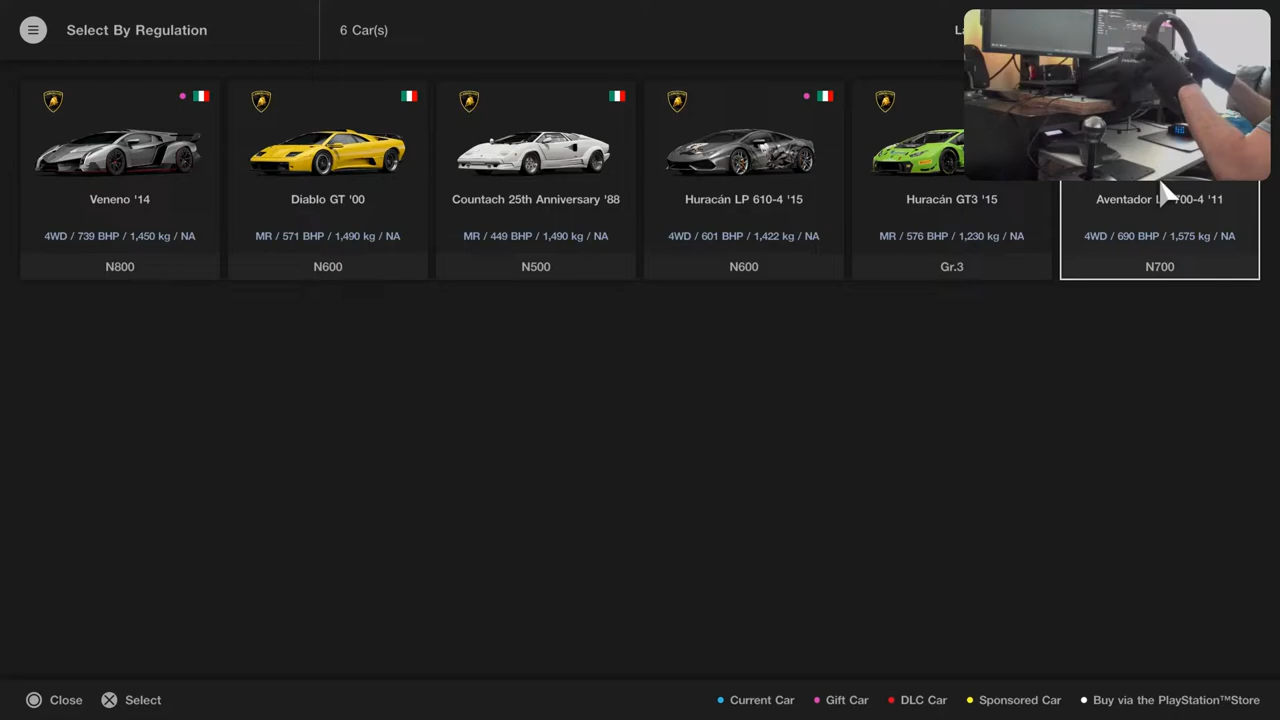 Select By Regulation
6 Car(s)
Veneno '14
4WD / 739 BHP / 1,450 kg / NA
N800
Diablo GT '00
MR / 571 BHP / 1,490 kg / NA
N600
Countach 25th Anniversary '88
MR / 449 BHP / 1,490 kg / NA
N500
Huracán LP 610-4 '15
4WD / 601 BHP / 1,422 kg / NA
N600
Huracán GT3 '15
MR / 576 BHP / 1,230 kg / NA
Gr.3
Aventador 700-4 '11
4WD / 690 BHP / 1,575 kg / NA
N700
Close
Select
Current Car
Gift Car
DLC Car
Sponsored Car
Buy via the PlayStation™Store